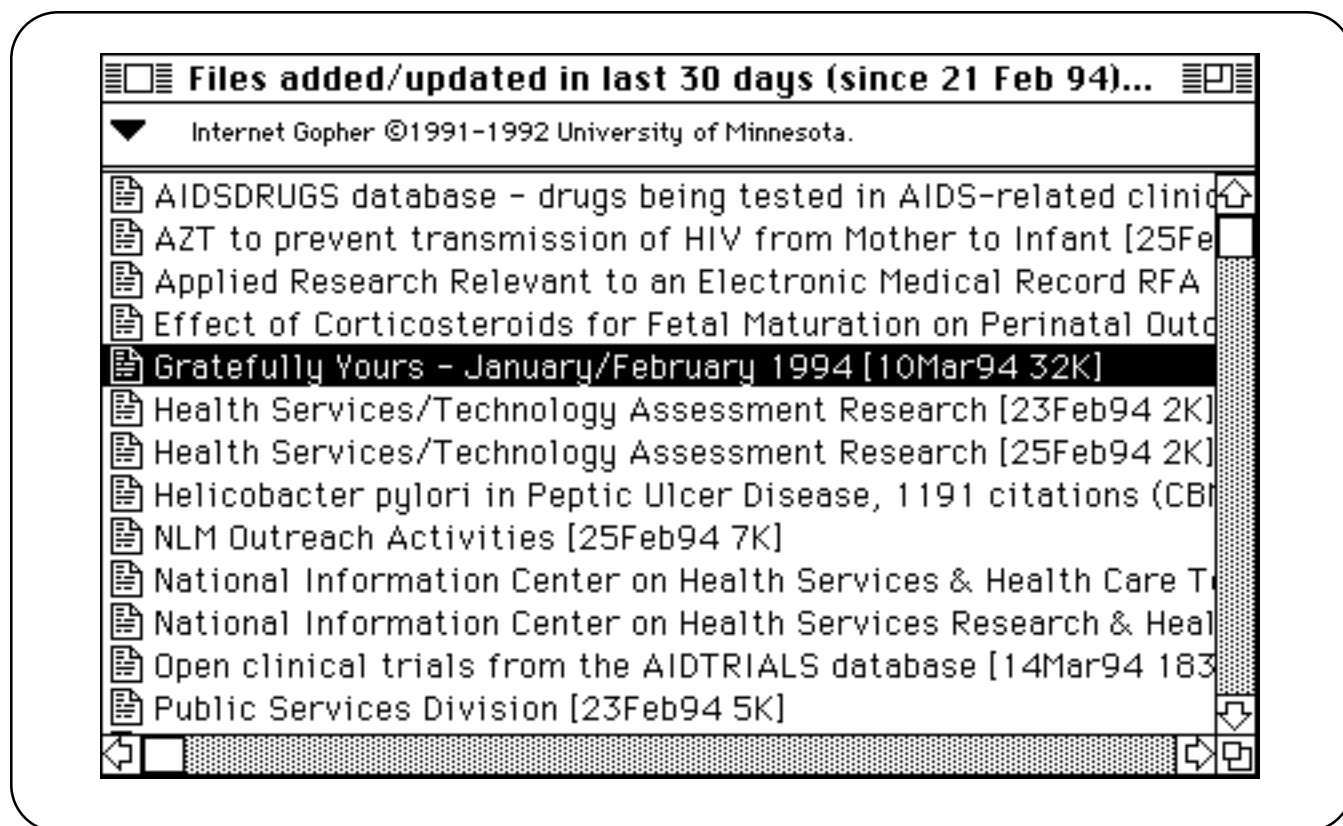 Files added/updated in last 30 days (since 21 Feb 94)...
Internet Gopher ©1991-1992 University of Minnesota.
AIDSDRUGS database - drugs being tested in AIDS-related clinic
AZT to prevent transmission of HIV from Mother to Infant [25Fe
Applied Research Relevant to an Electronic Medical Record RFA
Effect of Corticosteroids for Fetal Maturation on Perinatal Outc
Gratefully Yours - January/February 1994 [10Mar94 32K]
Health Services/Technology Assessment Research [23Feb94 2K]
Health Services/Technology Assessment Research [25Feb94 2K]
Helicobacter pylori in Peptic Ulcer Disease, 1191 citations (CB
NLM Outreach Activities [25Feb94 7K]
National Information Center on Health Services & Health Care T
National Information Center on Health Services Research & Heal
Open clinical trials from the AIDTRIALS database [14Mar94 183
Public Services Division [23Feb94 5K]